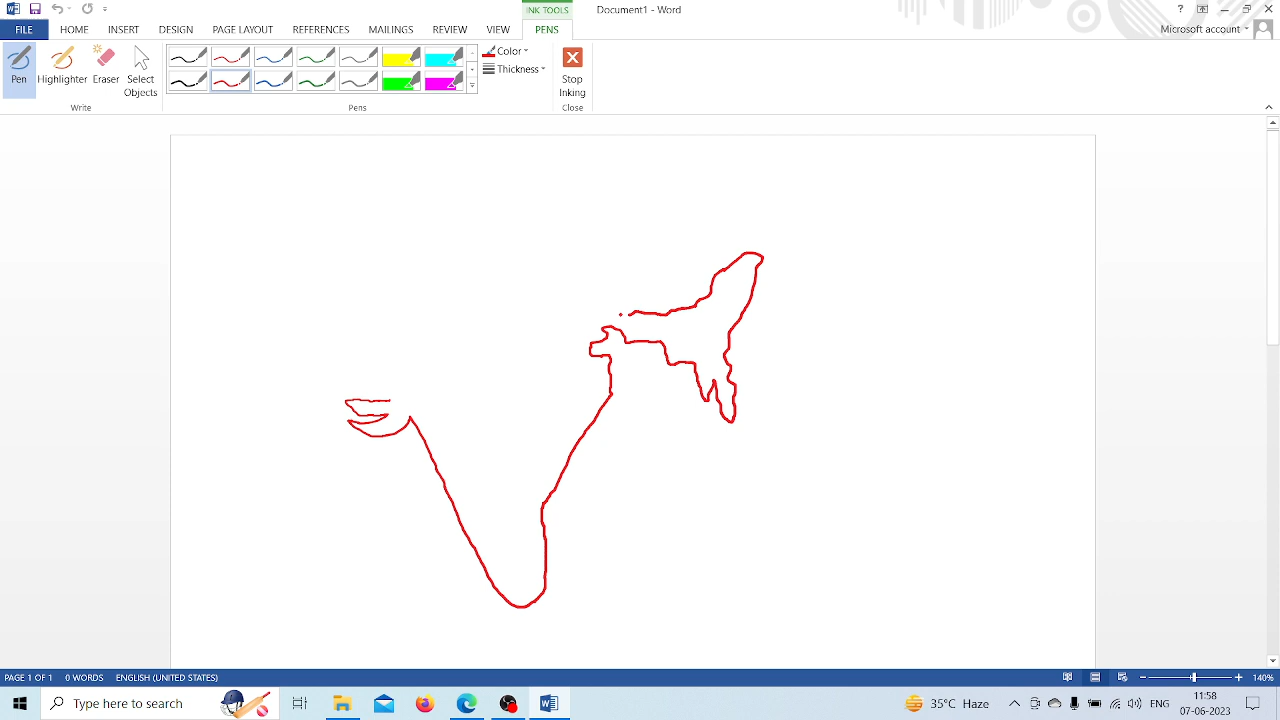 INK TOOLS
Document1 - Word
?
FILE HOME INSERT DESIGN PAGE LAYOUT REFERENCES MAILINGS REVIEW VIEW PENS
Microsoft account
Pen Highlighter Eraser Select Objects
Color
Thickness
Stop Inking
Write Pens Close
PAGE 1 OF 1 0 WORDS ENGLISH (UNITED STATES)
140%
Type here to search
35°C Haze
ENG
11:58
07-06-2023